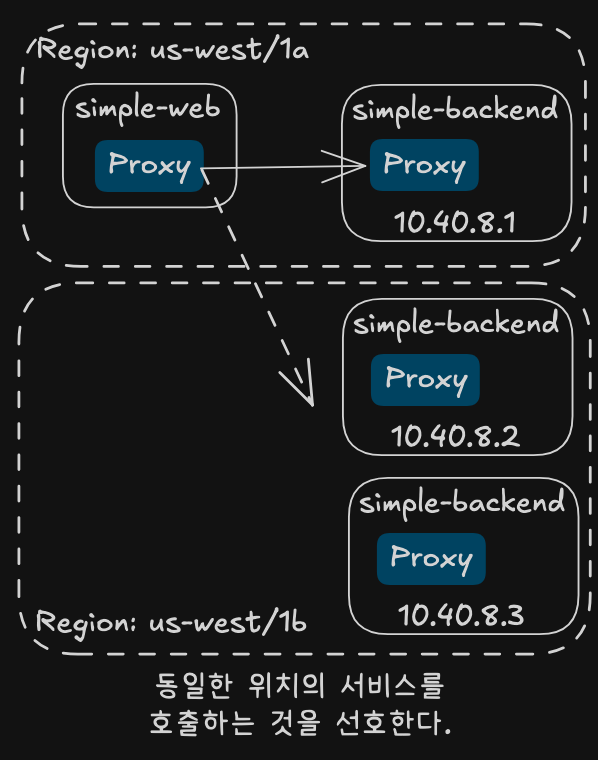 Region: us-west/1a
simple-web
Proxy
simple-backend
Proxy
10.40.8.1
simple-backend
Proxy
10.40.8.2
simple-backend
Proxy
10.40.8.3
Region: us-west/1b
동일한 위치의 서비스를
호출하는 것을 선호한다.